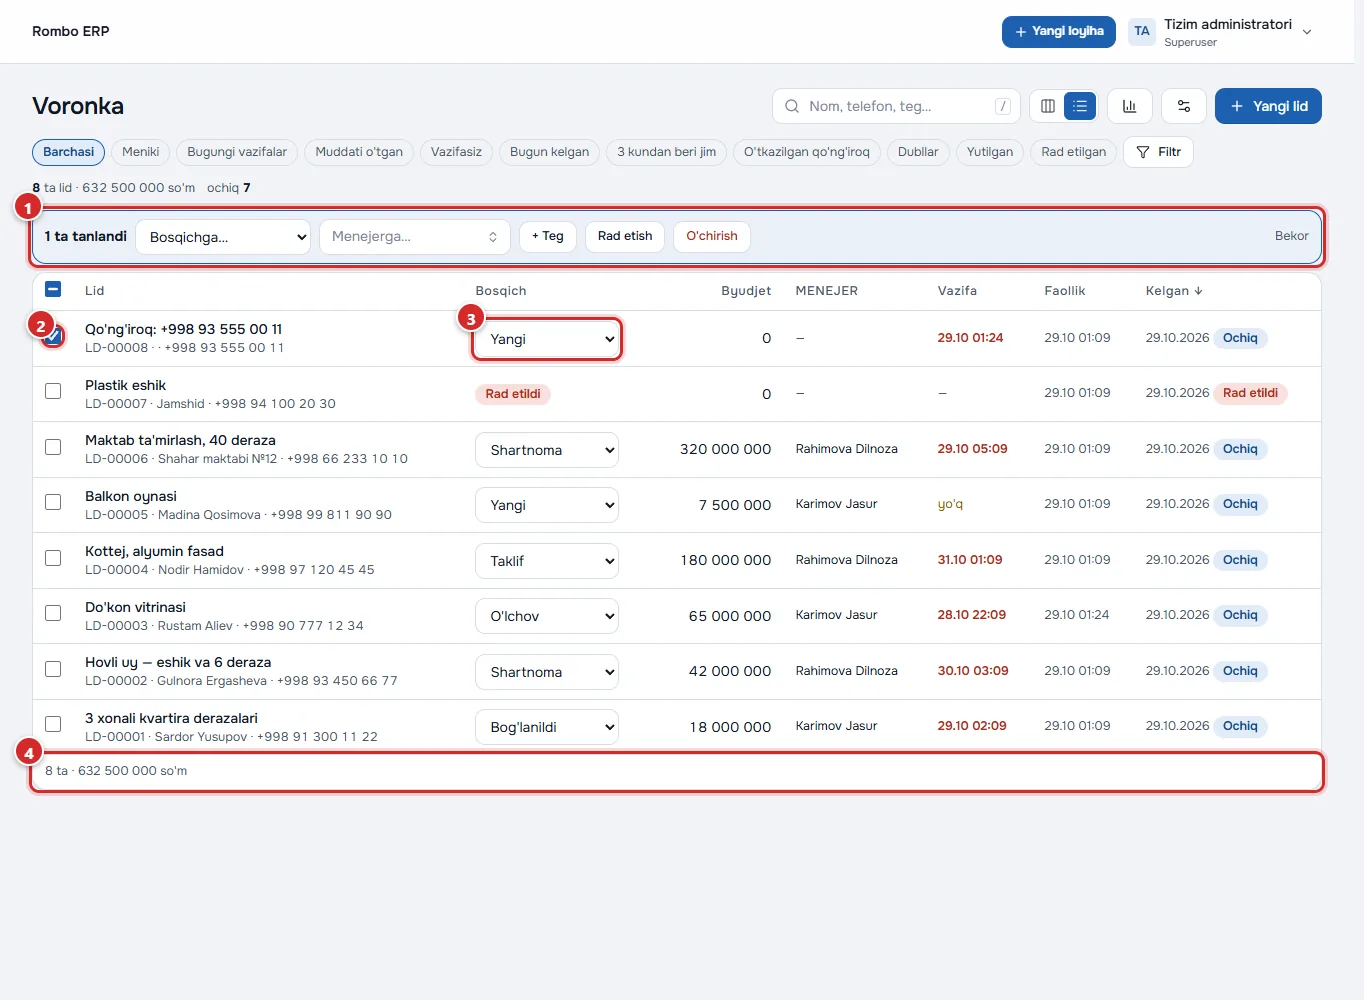 Rombo ERP
+ Yangi loyiha
TA
Tizim administratori
Superuser
Voronka
Nom, telefon, teg... /
+ Yangi lid
Barchasi Meniki Bugungi vazifalar Muddati o'tgan Vazifasiz Bugun kelgan 3 kundan beri jim O'tkazilgan qo'ng'iroq Dubllar Yutilgan Rad etilgan Filtr
8 ta lid · 632 500 000 so'm ochiq 7
1
1 ta tanlandi Bosqichga... Menejerga... + Teg Rad etish O'chirish Bekor
Lid Bosqich Byudjet MENEJER Vazifa Faollik Kelgan ↓
2 3
Qo'ng'iroq: +998 93 555 00 11
LD-00008 · · +998 93 555 00 11
Yangi 0 – 29.10 01:24 29.10 01:09 29.10.2026 Ochiq
Plastik eshik
LD-00007 · Jamshid · +998 94 100 20 30
Rad etildi 0 – – 29.10 01:09 29.10.2026 Rad etildi
Maktab ta'mirlash, 40 deraza
LD-00006 · Shahar maktabi №12 · +998 66 233 10 10
Shartnoma 320 000 000 Rahimova Dilnoza 29.10 05:09 29.10 01:09 29.10.2026 Ochiq
Balkon oynasi
LD-00005 · Madina Qosimova · +998 99 811 90 90
Yangi 7 500 000 Karimov Jasur yo'q 29.10 01:09 29.10.2026 Ochiq
Kottej, alyumin fasad
LD-00004 · Nodir Hamidov · +998 97 120 45 45
Taklif 180 000 000 Rahimova Dilnoza 31.10 01:09 29.10 01:09 29.10.2026 Ochiq
Do'kon vitrinasi
LD-00003 · Rustam Aliev · +998 90 777 12 34
O'lchov 65 000 000 Karimov Jasur 28.10 22:09 29.10 01:24 29.10.2026 Ochiq
Hovli uy — eshik va 6 deraza
LD-00002 · Gulnora Ergasheva · +998 93 450 66 77
Shartnoma 42 000 000 Rahimova Dilnoza 30.10 03:09 29.10 01:09 29.10.2026 Ochiq
3 xonali kvartira derazalari
LD-00001 · Sardor Yusupov · +998 91 300 11 22
Bog'lanildi 18 000 000 Karimov Jasur 29.10 02:09 29.10 01:09 29.10.2026 Ochiq
4
8 ta · 632 500 000 so'm